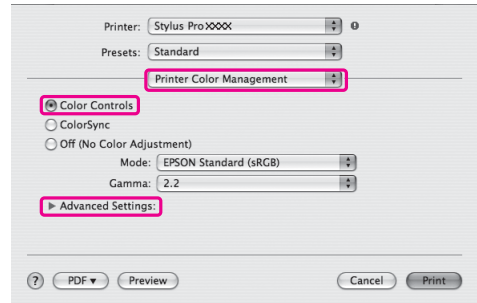 Printer: Stylus Pro XXXX
Presets: Standard
Printer Color Management
Color Controls
ColorSync
Off (No Color Adjustment)
Mode: EPSON Standard (sRGB)
Gamma: 2.2
Advanced Settings:
? PDF Preview Cancel Print